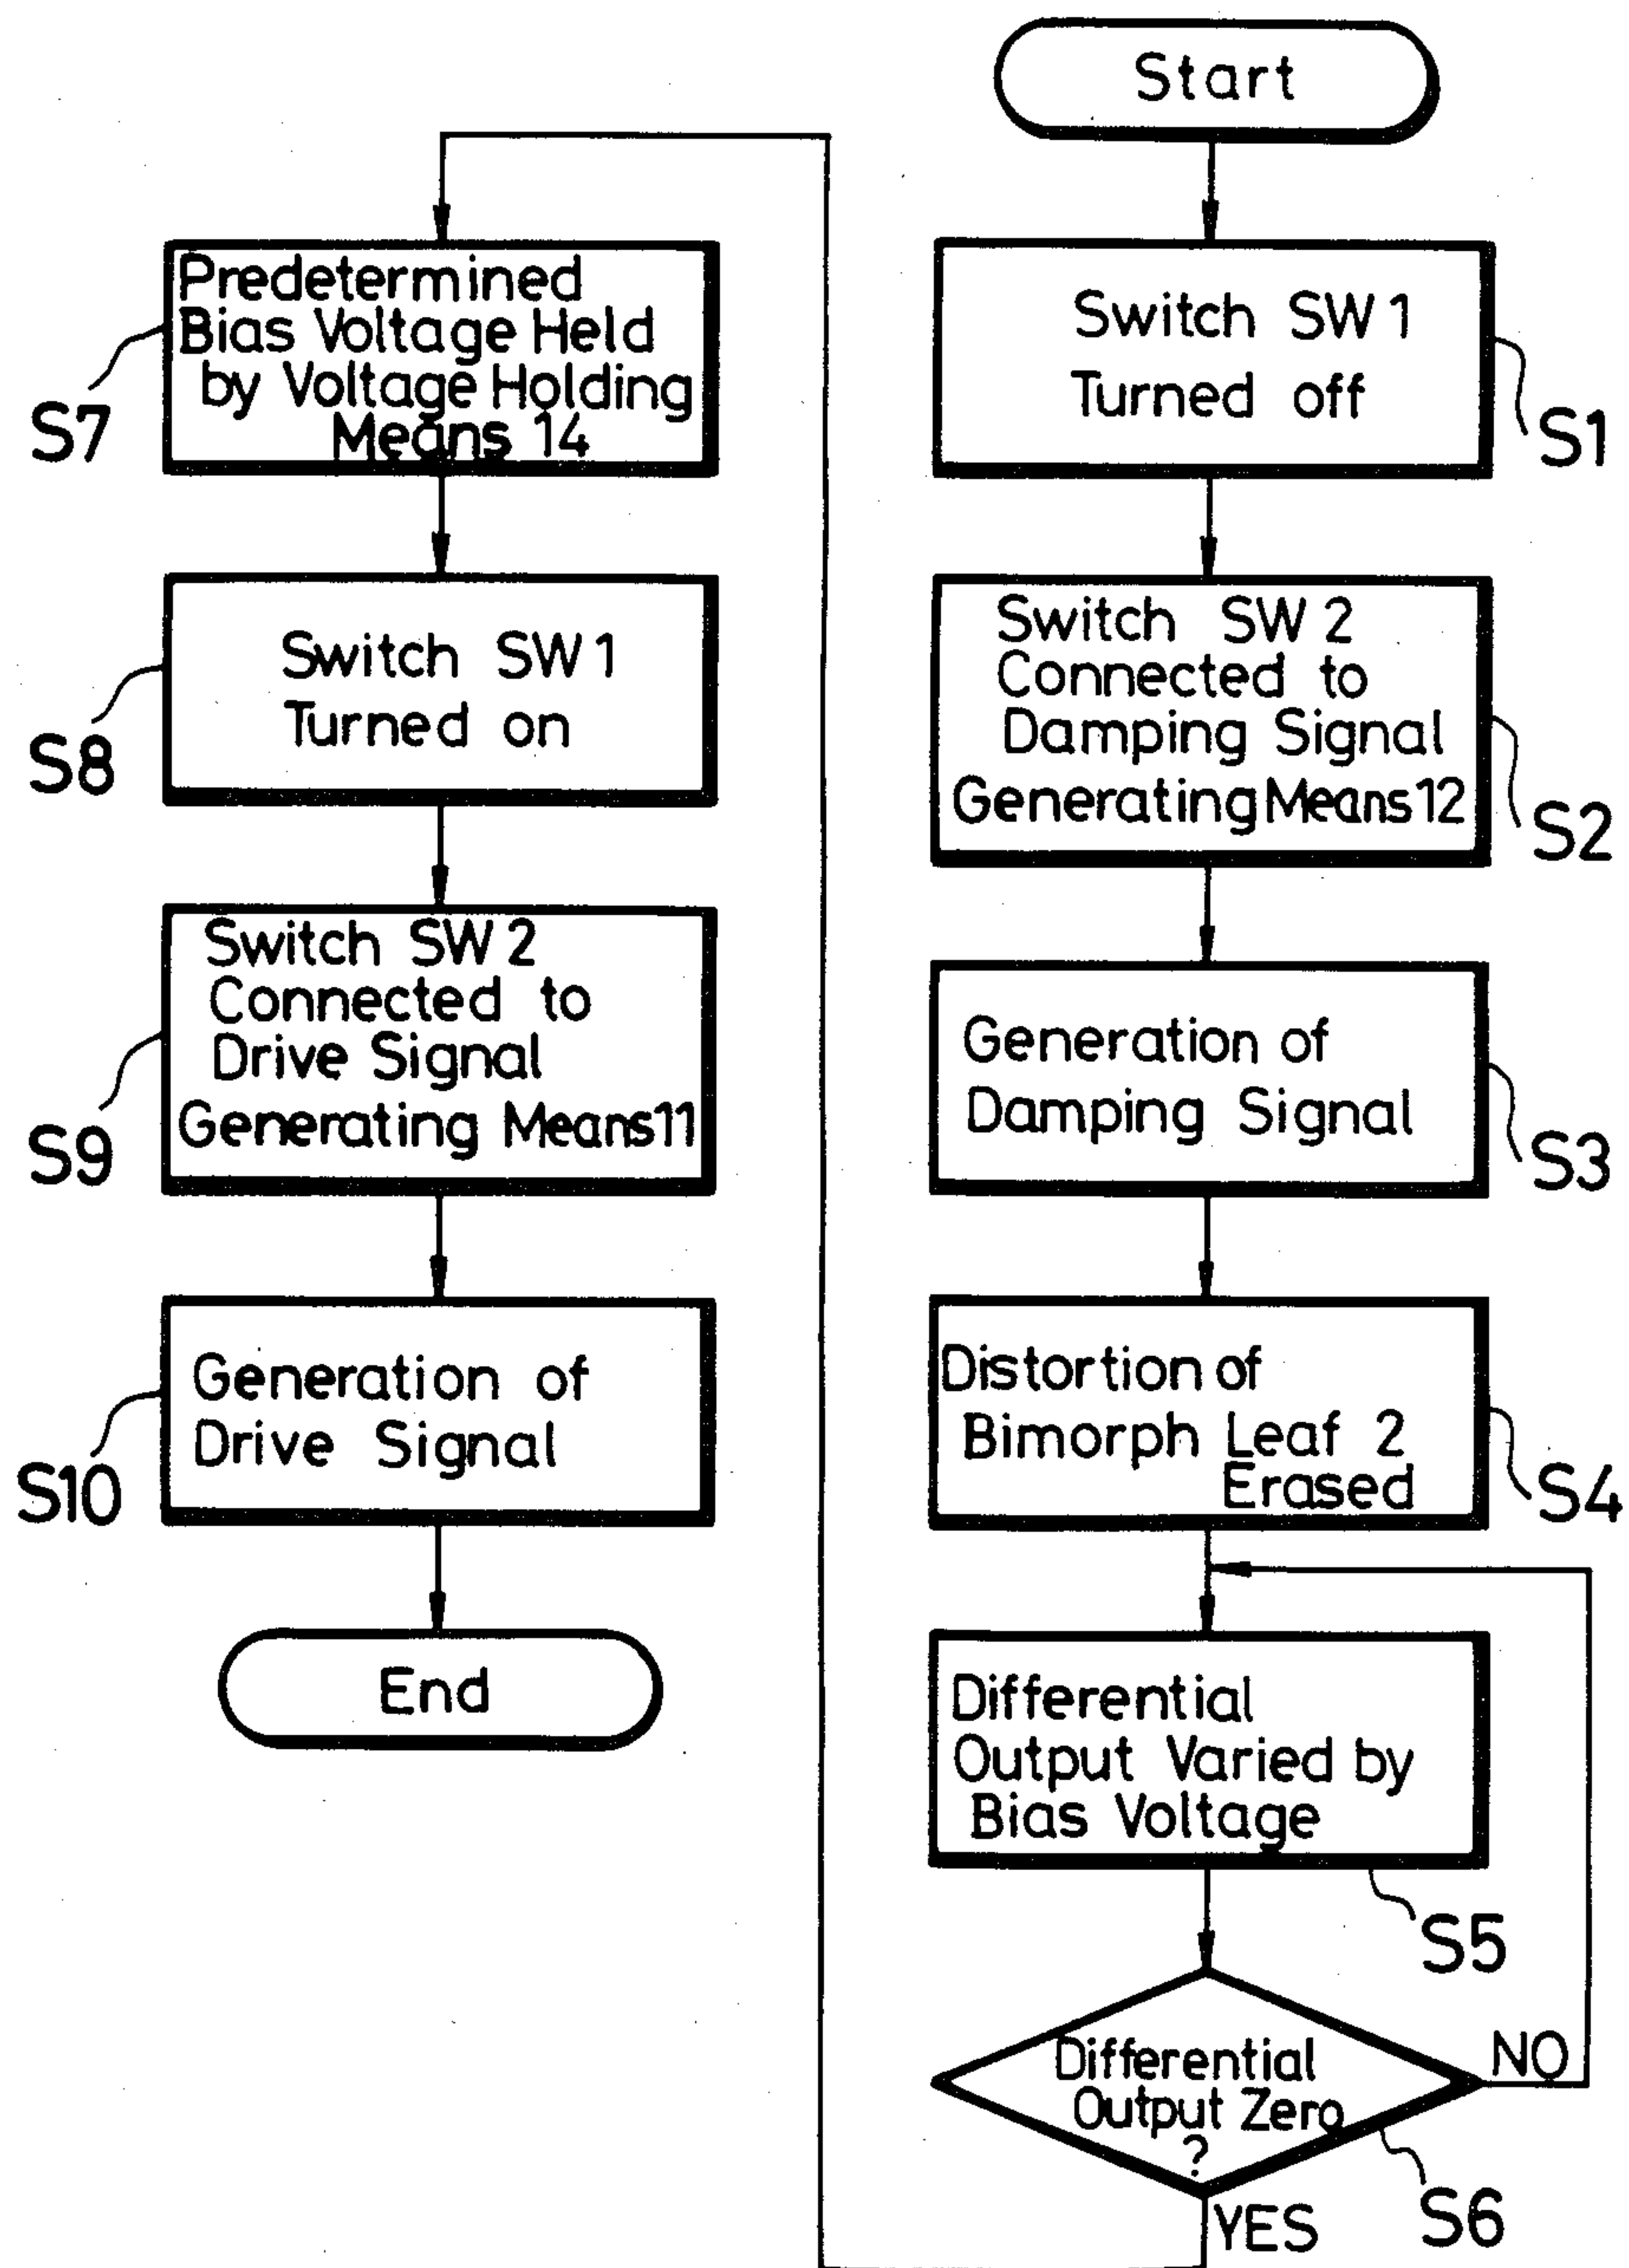 Start
Switch SW1
Turned off
S1
Switch SW2
Connected to
Damping Signal
Generating Means 12
S2
Generation of
Damping Signal
S3
Distortion of
Bimorph Leaf 2
Erased
S4
Differential
Output Varied by
Bias Voltage
S5
Differential
Output Zero
?
NO
S6
YES
Predetermined
Bias Voltage Held
by Voltage Holding
Means 14
S7
Switch SW1
Turned on
S8
Switch SW2
Connected to
Drive Signal
Generating Means 11
S9
Generation of
Drive Signal
S10
End